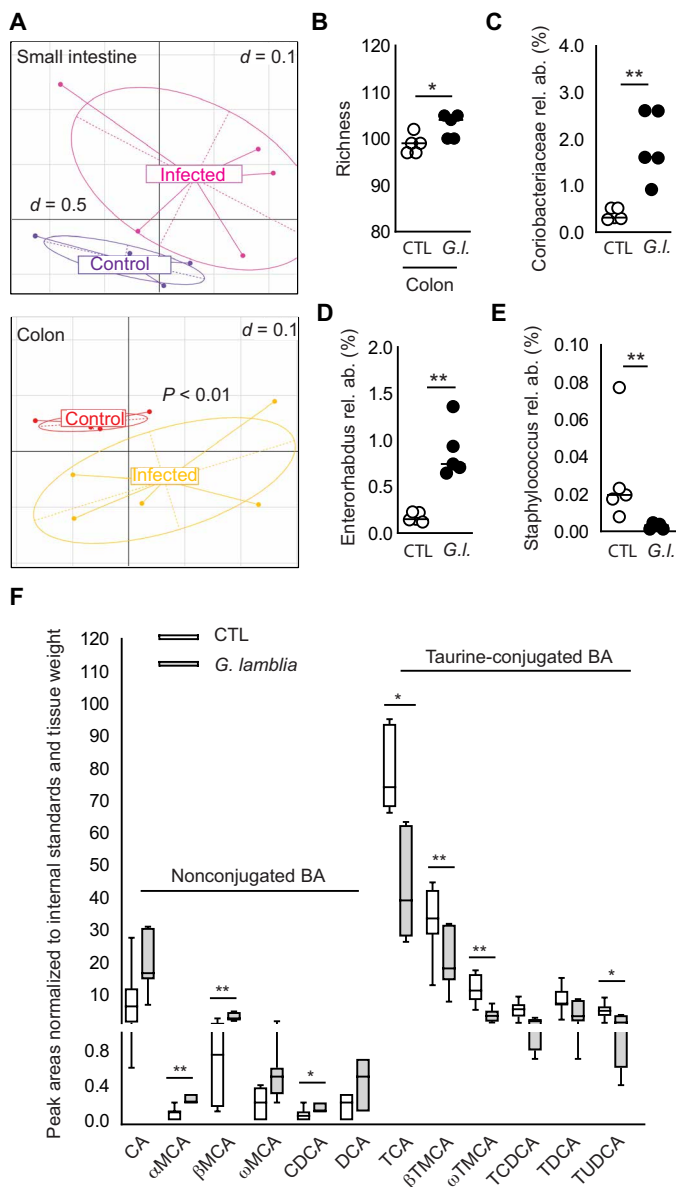 A
Small intestine
d = 0.1
Infected
d = 0.5
Control
Colon
d = 0.1
P < 0.01
Control
Infected
B
Richness
120
110
100
90
80
*
CTL
G.l.
Colon
C
Coriobacteriaceae rel. ab. (%)
4.0
3.0
2.0
1.0
0.0
**
CTL
G.l.
D
Enterorhabdus rel. ab. (%)
2.0
1.5
1.0
0.5
0.0
**
CTL
G.l.
E
Staphylococcus rel. ab. (%)
0.10
0.08
0.06
0.04
0.02
0.00
**
CTL
G.l.
F
Peak areas normalized to internal standards and tissue weight
120
110
100
90
80
70
60
50
40
30
20
10
0.8
0.4
0.0
CTL
G. lamblia
Nonconjugated BA
Taurine-conjugated BA
**
**
*
*
**
**
*
CA
αMCA
βMCA
ωMCA
CDCA
DCA
TCA
βTMCA
ωTMCA
TCDCA
TDCA
TUDCA